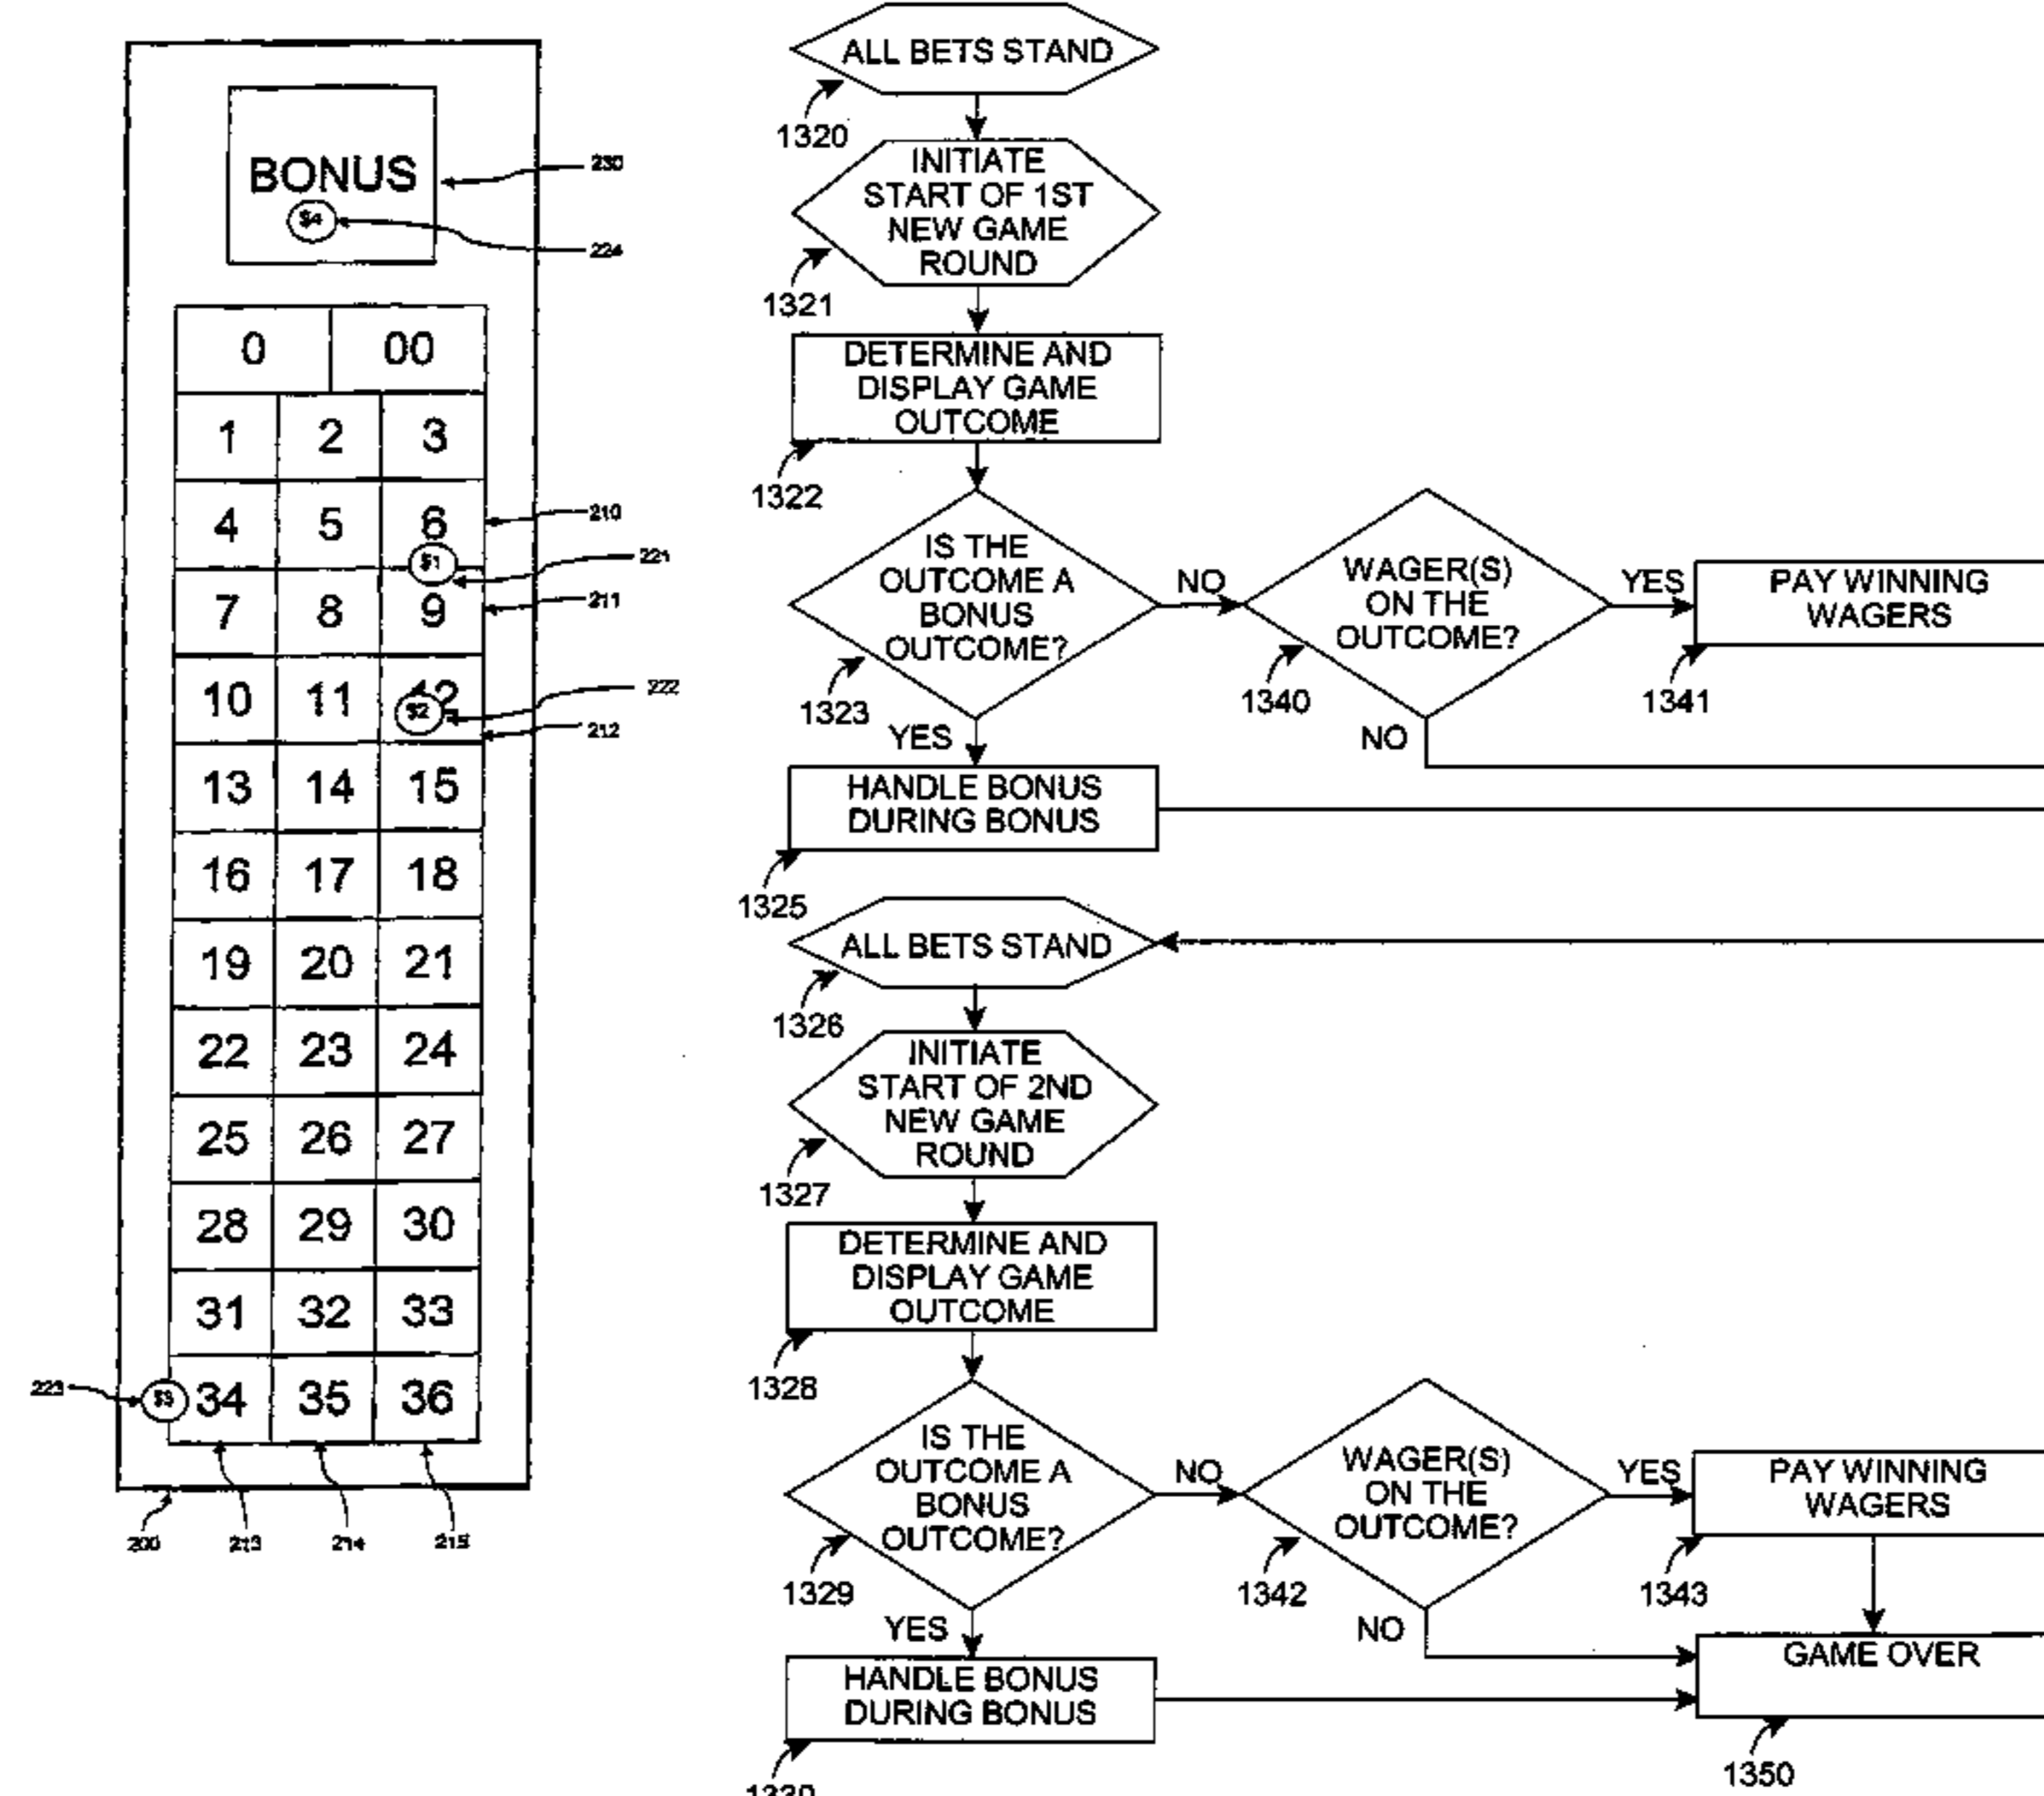 BONUS
$4
230
224
0 00
1 2 3
4 5 6
210
$1
221
7 8 9
211
10 11
$2
222
212
13 14 15
16 17 18
19 20 21
22 23 24
25 26 27
28 29 30
31 32 33
223
$3
34 35 36
200 213 214 215
ALL BETS STAND
1320
INITIATE
START OF 1ST
NEW GAME
ROUND
1321
DETERMINE AND
DISPLAY GAME
OUTCOME
1322
IS THE
OUTCOME A
BONUS
OUTCOME?
1323
NO
YES
WAGER(S)
ON THE
OUTCOME?
1340
YES
NO
PAY WINNING
WAGERS
1341
HANDLE BONUS
DURING BONUS
1325
ALL BETS STAND
1326
INITIATE
START OF 2ND
NEW GAME
ROUND
1327
DETERMINE AND
DISPLAY GAME
OUTCOME
1328
IS THE
OUTCOME A
BONUS
OUTCOME?
1329
NO
YES
WAGER(S)
ON THE
OUTCOME?
1342
YES
NO
PAY WINNING
WAGERS
1343
HANDLE BONUS
DURING BONUS
GAME OVER
1350